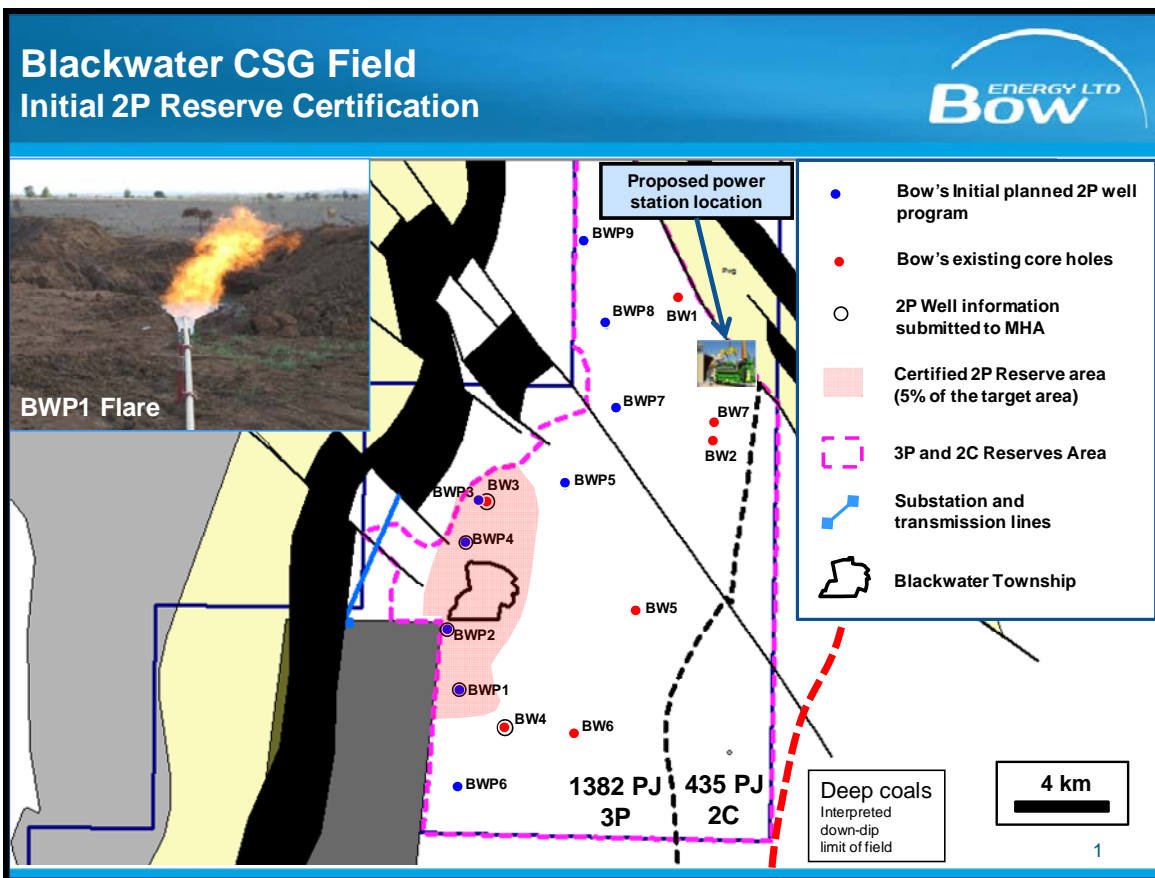 Blackwater CSG Field
Initial 2P Reserve Certification
BOW
ENERGY LTD
BWP1 Flare
Proposed power
station location
BWP9
BW1
BWP8
BWP7
BW7
BW2
BWP5
BWP3
BW3
BWP4
BW5
BWP2
BWP1
BW4
BW6
BWP6
1382 PJ
3P
435 PJ
2C
Bow's Initial planned 2P well
program
Bow's existing core holes
2P Well information
submitted to MHA
Certified 2P Reserve area
(5% of the target area)
3P and 2C Reserves Area
Substation and
transmission lines
Blackwater Township
Deep coals
Interpreted
down-dip
limit of field
4 km
1